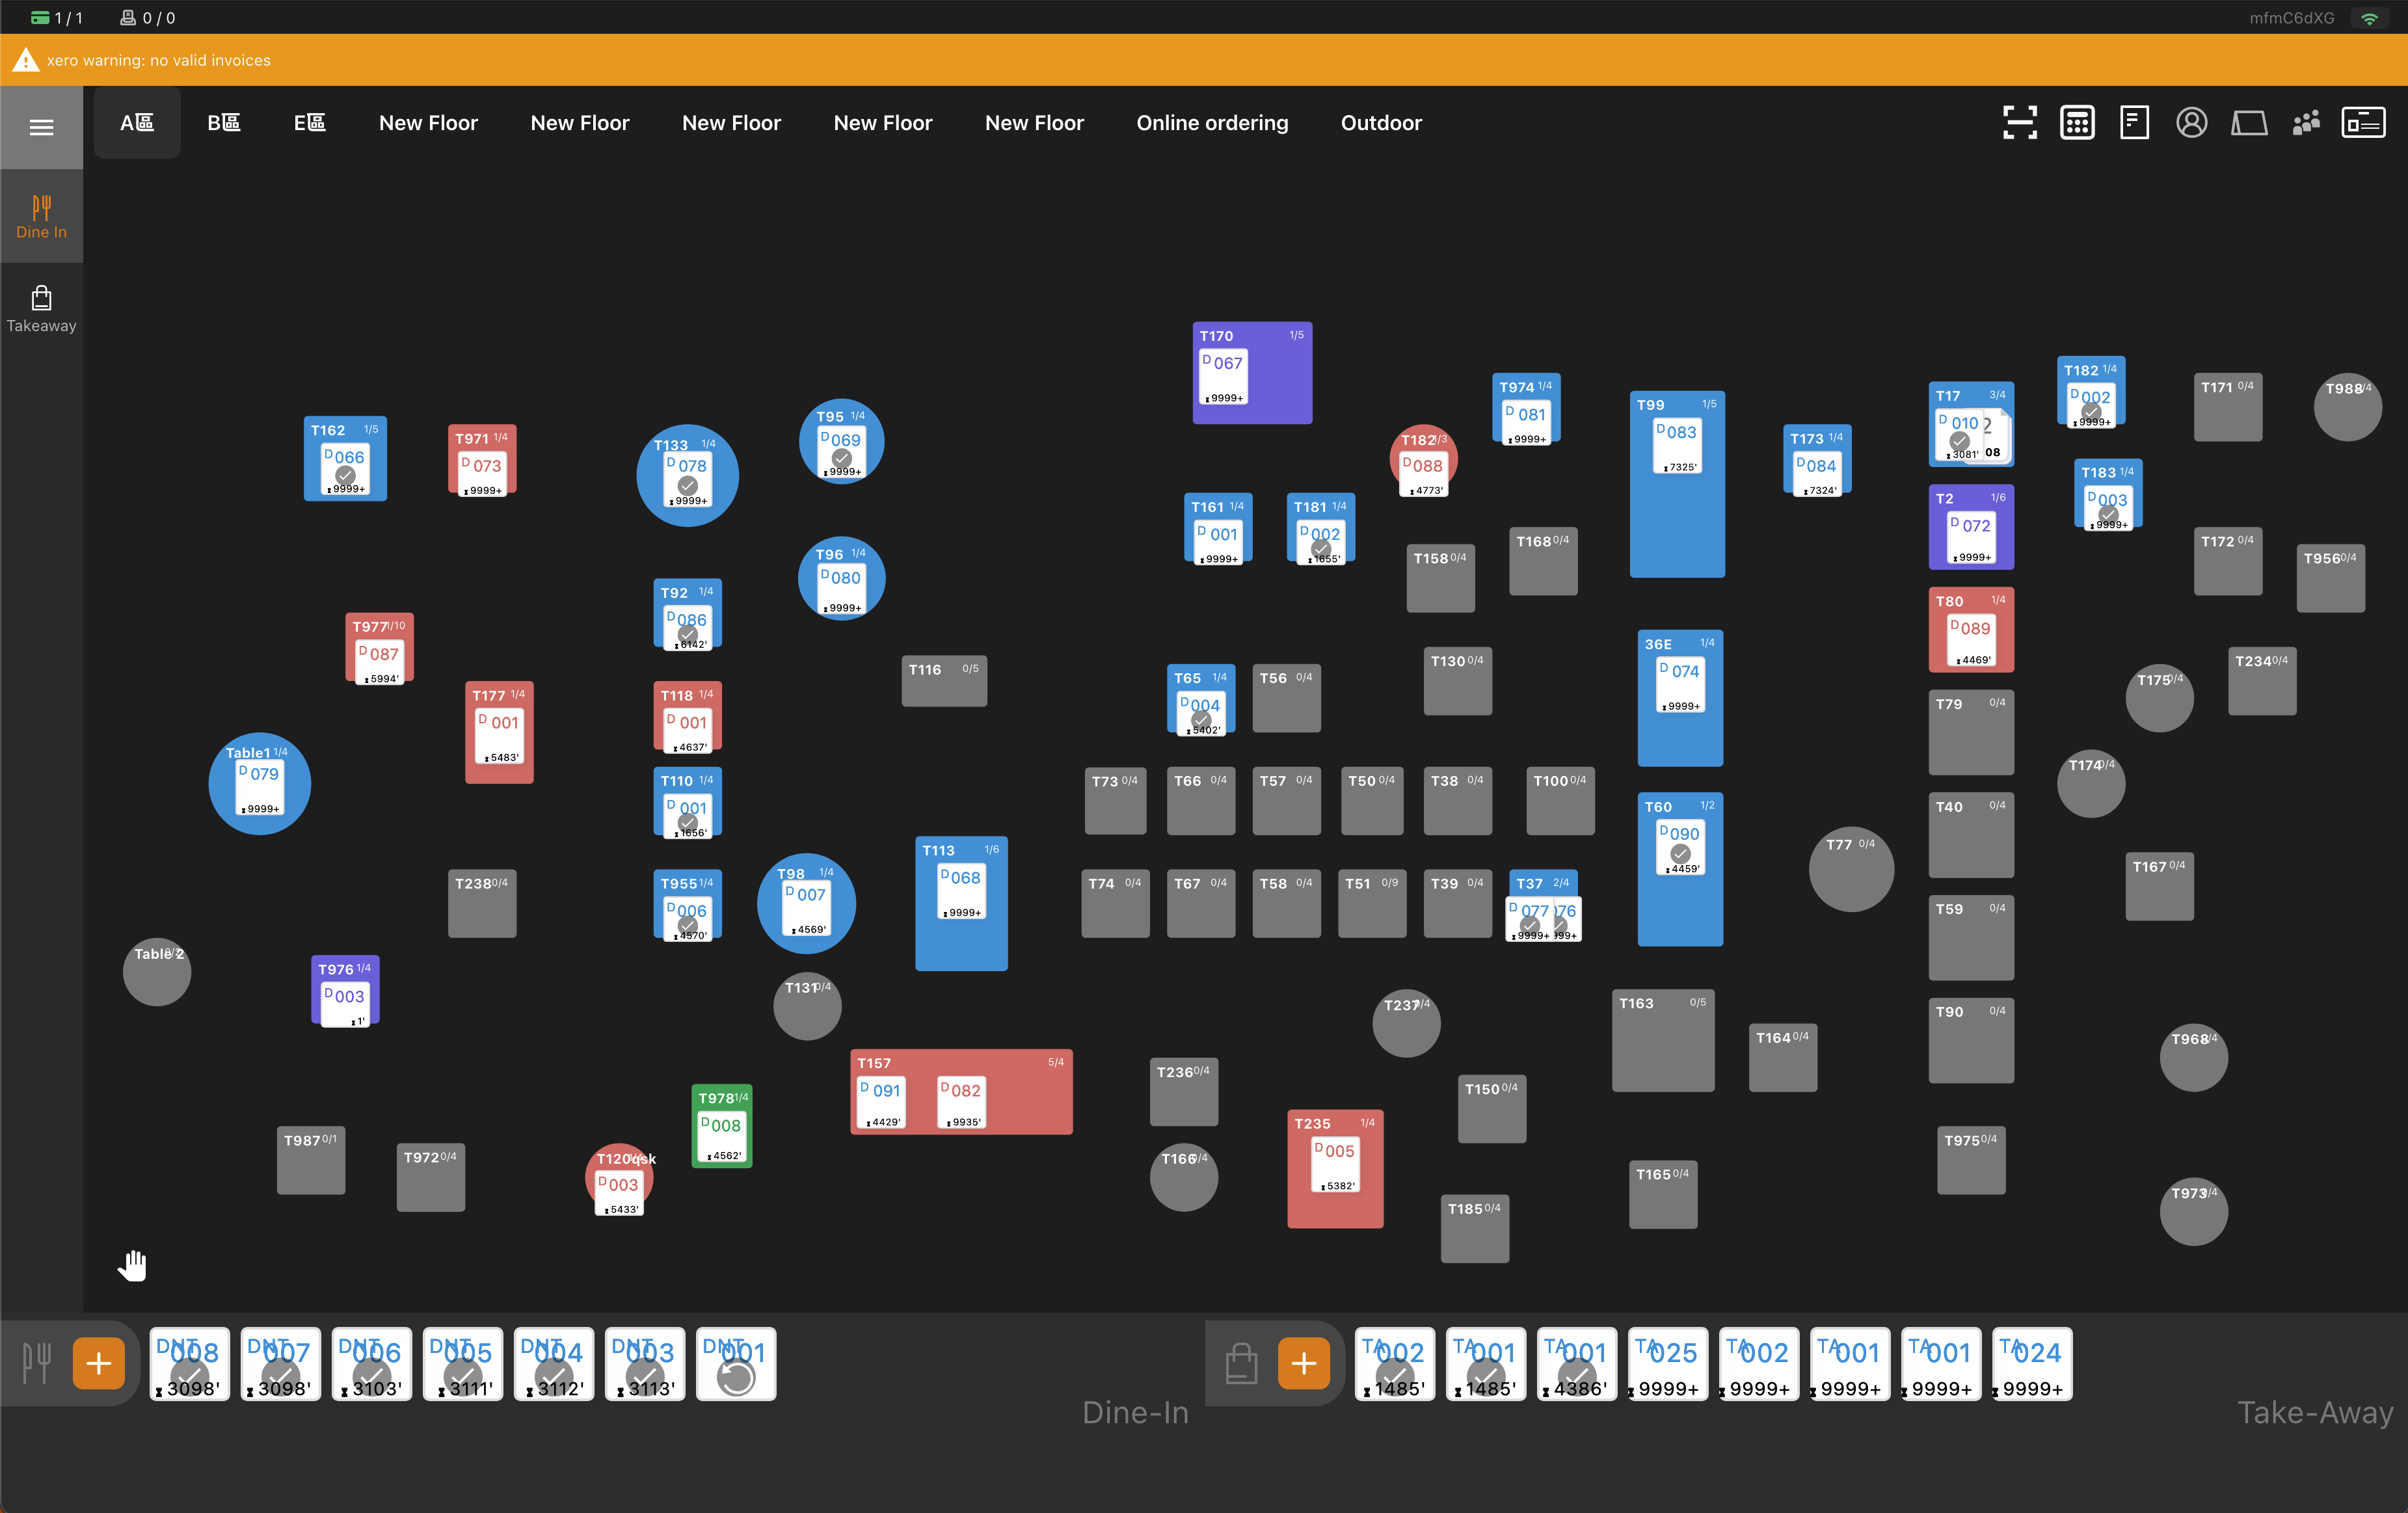 1 / 1
0 / 0
mfmC6dXG
xero warning: no valid invoices
A區
B區
E區
New Floor
New Floor
New Floor
New Floor
New Floor
Online ordering
Outdoor
Dine In
Takeaway
T170 1/5
D 067
9999+
T182 1/4
D 002
9999+
T974 1/4
D 081
9999+
T171 0/4
T988 /4
T17 3/4
D 010
3081'
2
08
T99 1/5
D 083
7325'
T95 1/4
D 069
9999+
T162 1/5
D 066
9999+
T971 1/4
D 073
9999+
T133 1/4
D 078
9999+
T182 /3
D 088
4773'
T173 1/4
D 084
7324'
T183 1/4
D 003
9999+
T161 1/4
D 001
9999+
T181 1/4
D 002
1655'
T2 1/6
D 072
9999+
T168 0/4
T172 0/4
T96 1/4
D 080
9999+
T158 0/4
T956 0/4
T92 1/4
D 086
6142'
T80 1/4
D 089
4469'
T977 1/10
D 087
5994'
36E 1/4
D 074
9999+
T116 0/5
T130 0/4
T234 0/4
T65 1/4
D 004
5402'
T56 0/4
T175 0/4
T177 1/4
D 001
5483'
T118 1/4
D 001
4637'
T79 0/4
Table1 1/4
D 079
9999+
T174 0/4
T110 1/4
D 001
1656'
T73 0/4
T66 0/4
T57 0/4
T50 0/4
T38 0/4
T100 0/4
T60 1/2
D 090
4459'
T40 0/4
T77 0/4
T113 1/6
D 068
9999+
T167 0/4
T98 1/4
D 007
4569'
T238 0/4
T955 1/4
D 006
4570'
T74 0/4
T67 0/4
T58 0/4
T51 0/9
T39 0/4
T37 2/4
D 077
9999+
76
99+
T59 0/4
Table 2
T976 1/4
D 003
1'
T131 0/4
T237 /4
T163 0/5
T90 0/4
T164 0/4
T968 /4
T157 5/4
D 091
4429'
D 082
9935'
T236 0/4
T150 0/4
T978 1/4
D 008
4562'
T235 1/4
D 005
5382'
T987 0/1
T975 0/4
T972 0/4
T120qsk
D 003
5433'
T166 /4
T165 0/4
T973 /4
T185 0/4
DNT 008
3098'
DNT 007
3098'
DNT 006
3103'
DNT 005
3111'
DNT 004
3112'
DNT 003
3113'
DNT 001
Dine-In
TA 002
1485'
TA 001
1485'
TA 001
4386'
TA 025
9999+
TA 002
9999+
TA 001
9999+
TA 001
9999+
TA 024
9999+
Take-Away